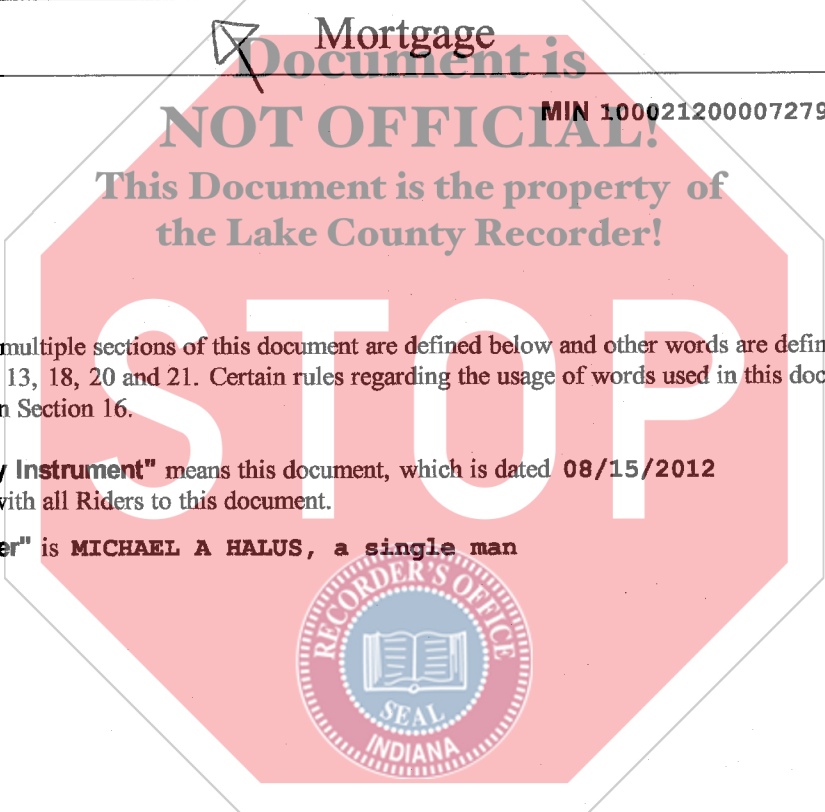 Mortgage
Document is
MIN 100021200007279
NOT OFFICIAL!
This Document is the property of
the Lake County Recorder!
STOP
multiple sections of this document are defined below and other words are defin
13, 18, 20 and 21. Certain rules regarding the usage of words used in this doc
n Section 16.
y Instrument" means this document, which is dated 08/15/2012
with all Riders to this document.
er" is MICHAEL A HALUS, a single man
RECORDER'S OFFICE
SEAL
INDIANA